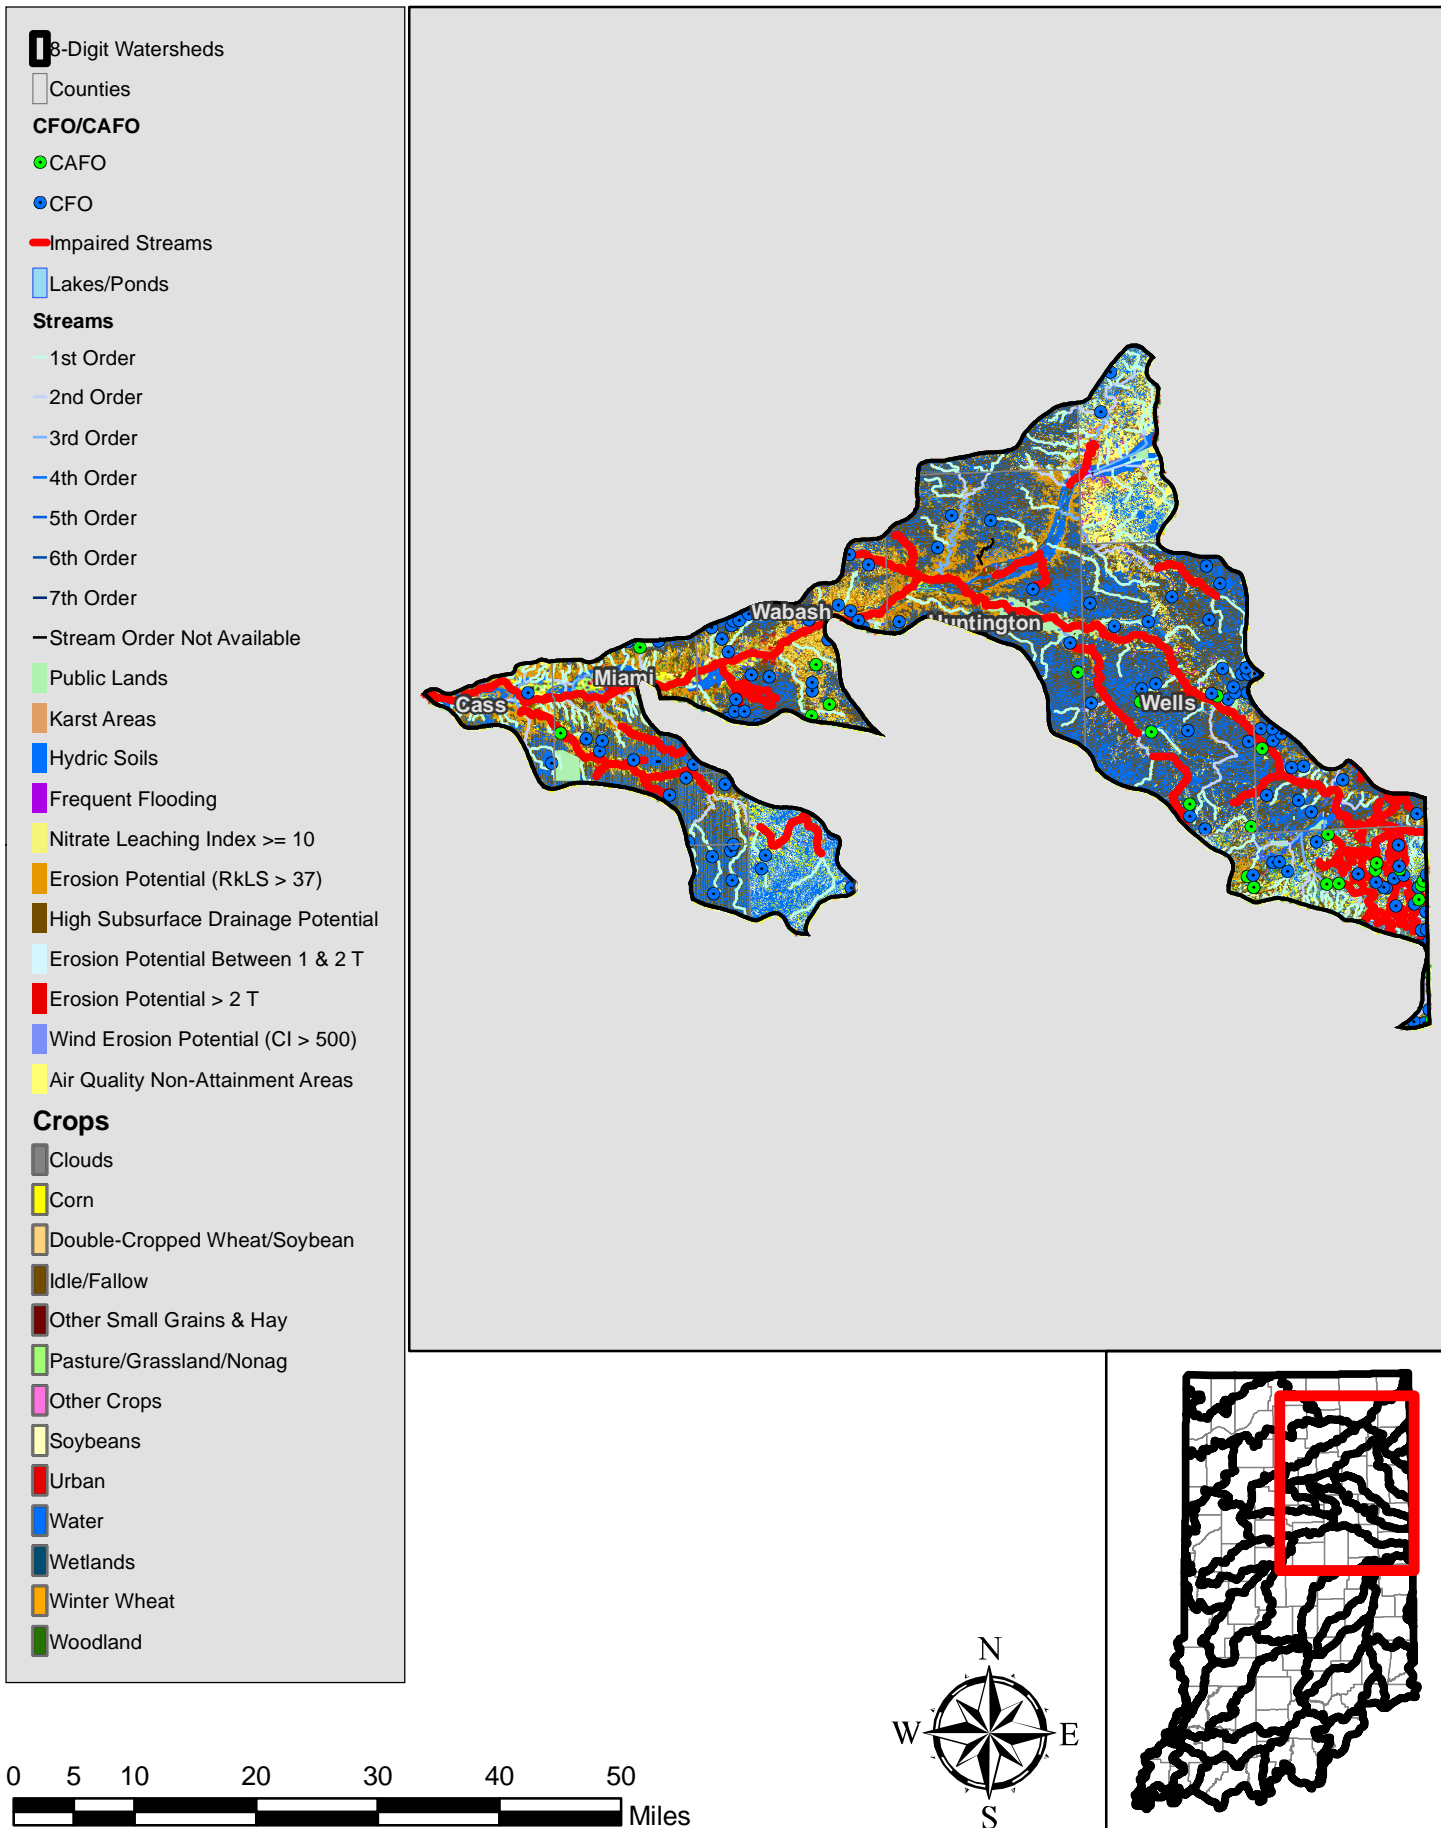 8-Digit Watersheds
Counties
CFO/CAFO
CAFO
CFO
Impaired Streams
Lakes/Ponds
Streams
1st Order
2nd Order
3rd Order
4th Order
5th Order
6th Order
7th Order
Stream Order Not Available
Public Lands
Karst Areas
Hydric Soils
Frequent Flooding
Nitrate Leaching Index >= 10
Erosion Potential (RkLS > 37)
High Subsurface Drainage Potential
Erosion Potential Between 1 & 2 T
Erosion Potential > 2 T
Wind Erosion Potential (CI > 500)
Air Quality Non-Attainment Areas
Crops
Clouds
Corn
Double-Cropped Wheat/Soybean
Idle/Fallow
Other Small Grains & Hay
Pasture/Grassland/Nonag
Other Crops
Soybeans
Urban
Water
Wetlands
Winter Wheat
Woodland
Wabash
Huntington
Miami
Cass
Wells
N
W E
S
0 5 10 20 30 40 50
Miles